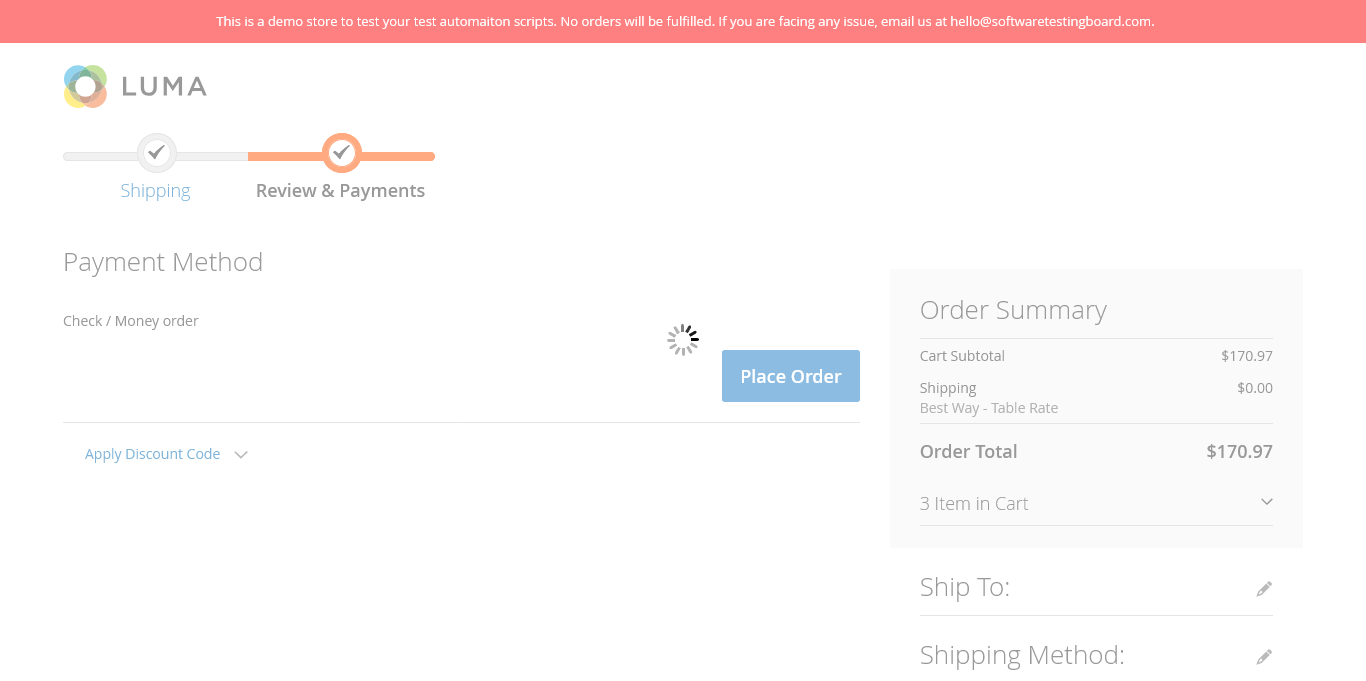 This is a demo store to test your test automaiton scripts. No orders will be fulfilled. If you are facing any issue, email us at hello@softwaretestingboard.com.
LUMA
Shipping
Review & Payments
Payment Method
Check / Money order
Place Order
Apply Discount Code
Order Summary
Cart Subtotal $170.97
Shipping $0.00
Best Way - Table Rate
Order Total $170.97
3 Item in Cart
Ship To:
Shipping Method: